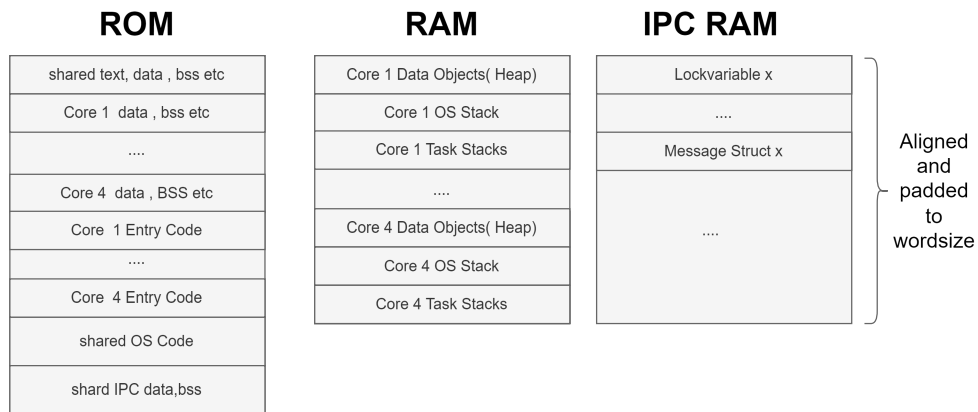 ROM
shared text, data , bss etc
Core 1 data , bss etc
....
Core 4 data , BSS etc
Core 1 Entry Code
....
Core 4 Entry Code
shared OS Code
shard IPC data,bss
RAM
Core 1 Data Objects( Heap)
Core 1 OS Stack
Core 1 Task Stacks
....
Core 4 Data Objects( Heap)
Core 4 OS Stack
Core 4 Task Stacks
IPC RAM
Lockvariable x
....
Message Struct x
....
Aligned
and
padded
to
wordsize